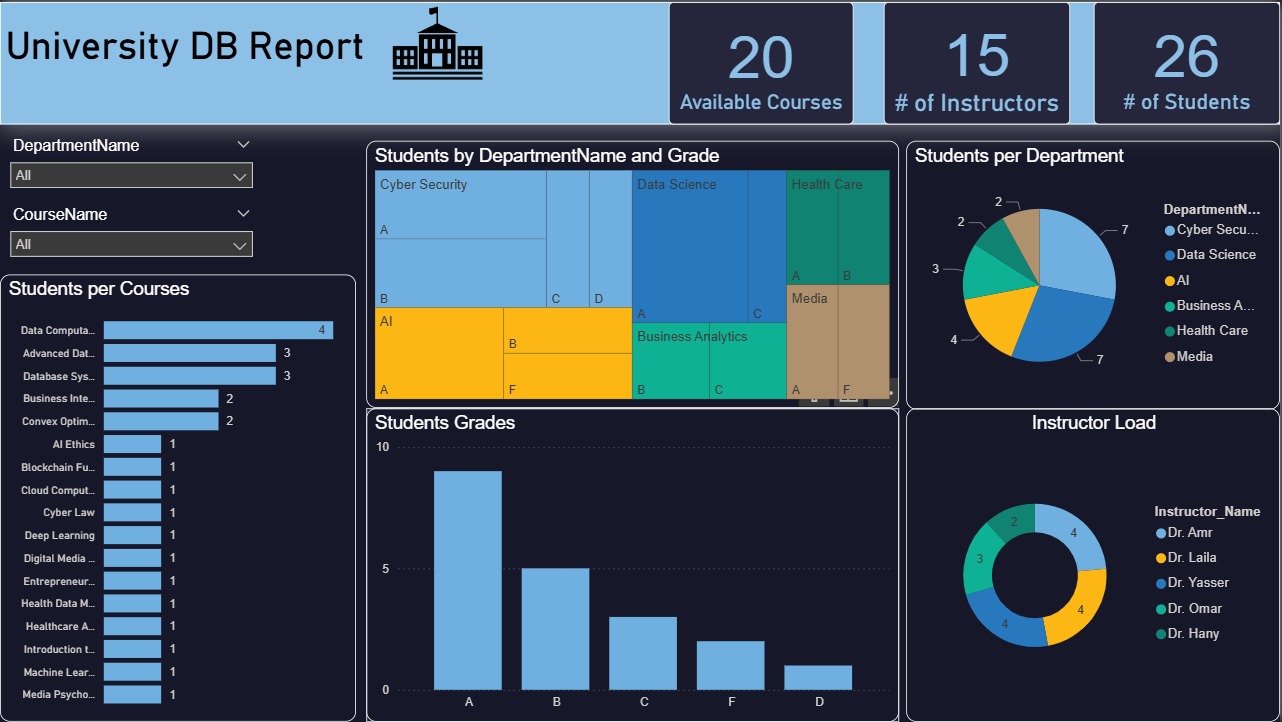 University DB Report
20
Available Courses
15
# of Instructors
26
# of Students
DepartmentName
All
CourseName
All
Students per Courses
Data Computa... 4
Advanced Dat... 3
Database Sys... 3
Business Inte... 2
Convex Optim... 2
AI Ethics 1
Blockchain Fu... 1
Cloud Comput... 1
Cyber Law 1
Deep Learning 1
Digital Media ... 1
Entrepreneur... 1
Health Data M... 1
Healthcare A... 1
Introduction t... 1
Machine Lear... 1
Media Psycho... 1
Students by DepartmentName and Grade
Cyber Security
A
B
C
D
AI
A
B
F
Data Science
A
C
Business Analytics
B
C
Health Care
A
B
Media
A
F
Students Grades
10
5
0
A B C F D
Students per Department
7
7
4
3
2
2
DepartmentN...
Cyber Secu...
Data Science
AI
Business A...
Health Care
Media
Instructor Load
4
4
4
3
2
Instructor_Name
Dr. Amr
Dr. Laila
Dr. Yasser
Dr. Omar
Dr. Hany